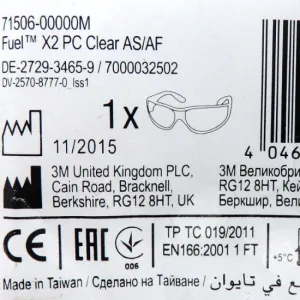 71506-00000M
Fuel™ X2 PC Clear AS/AF
DE-2729-3465-9 / 7000032502
DV-2570-8777-0_Iss1
1x
11/2015
4 046
3M United Kingdom PLC,
Cain Road, Bracknell,
Berkshire, RG12 8HT, UK
3M Великобри
RG12 8HT, Кей
Беркшир, Вели
CE EAC
006
TP TC 019/2011
EN166:2001 1 FT
+5°C
Made in Taiwan / Сделано на Тайване / صنع في تايوان